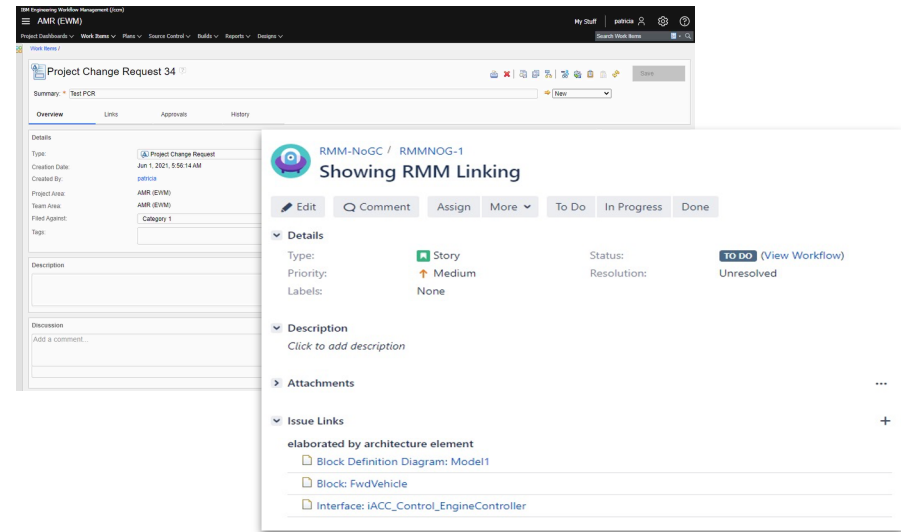 IBM Engineering Workflow Management (/ccm)
AMR (EWM)
My Stuff
patricia
Project Dashboards
Work Items
Plans
Source Control
Builds
Reports
Designs
Search Work Items
Work Items /
Project Change Request 34
Save
Summary: * Test PCR
New
Overview
Links
Approvals
History
Details
Type: Project Change Request
Creation Date: Jun 1, 2021, 5:56:14 AM
Created By: patricia
Project Area: AMR (EWM)
Team Area: AMR (EWM)
Filed Against: Category 1
Tags:
Description
Discussion
Add a comment...
RMM-NoGC / RMMNOG-1
Showing RMM Linking
Edit
Comment
Assign
More
To Do
In Progress
Done
Details
Type: Story
Status: TO DO (View Workflow)
Priority: Medium
Resolution: Unresolved
Labels: None
Description
Click to add description
Attachments
Issue Links
elaborated by architecture element
Block Definition Diagram: Model1
Block: FwdVehicle
Interface: iACC_Control_EngineController